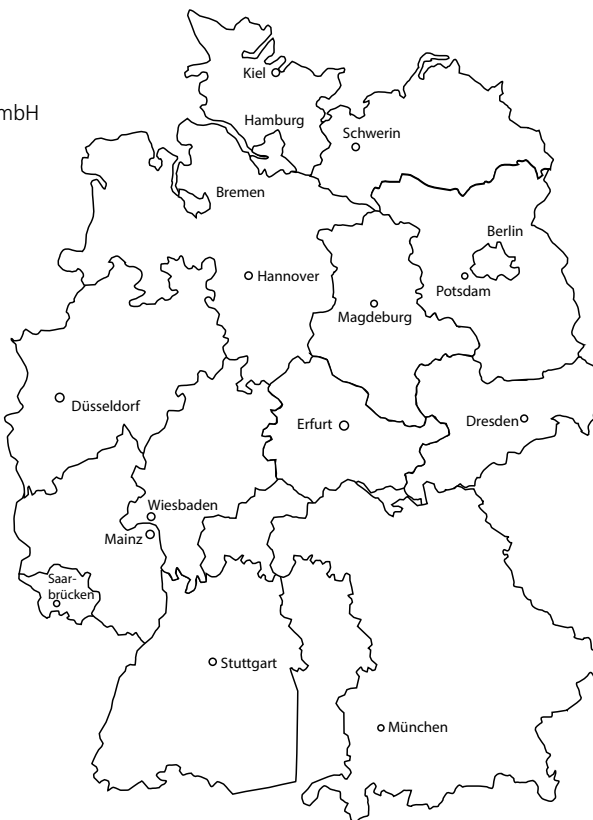 Kiel
mbH
Hamburg
Schwerin
Bremen
Berlin
Hannover
Potsdam
Magdeburg
Düsseldorf
Erfurt
Dresden
Wiesbaden
Mainz
Saar-
brücken
Stuttgart
München